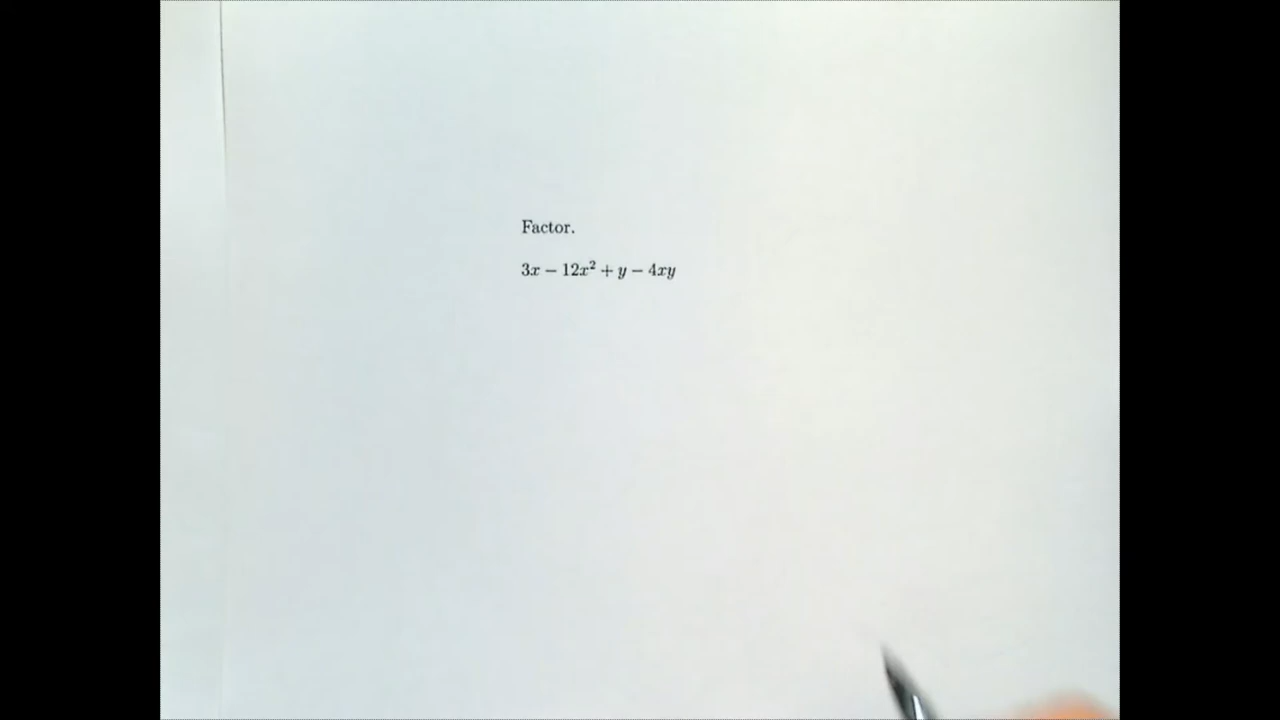 Factor.
3x − 12x² + y − 4xy